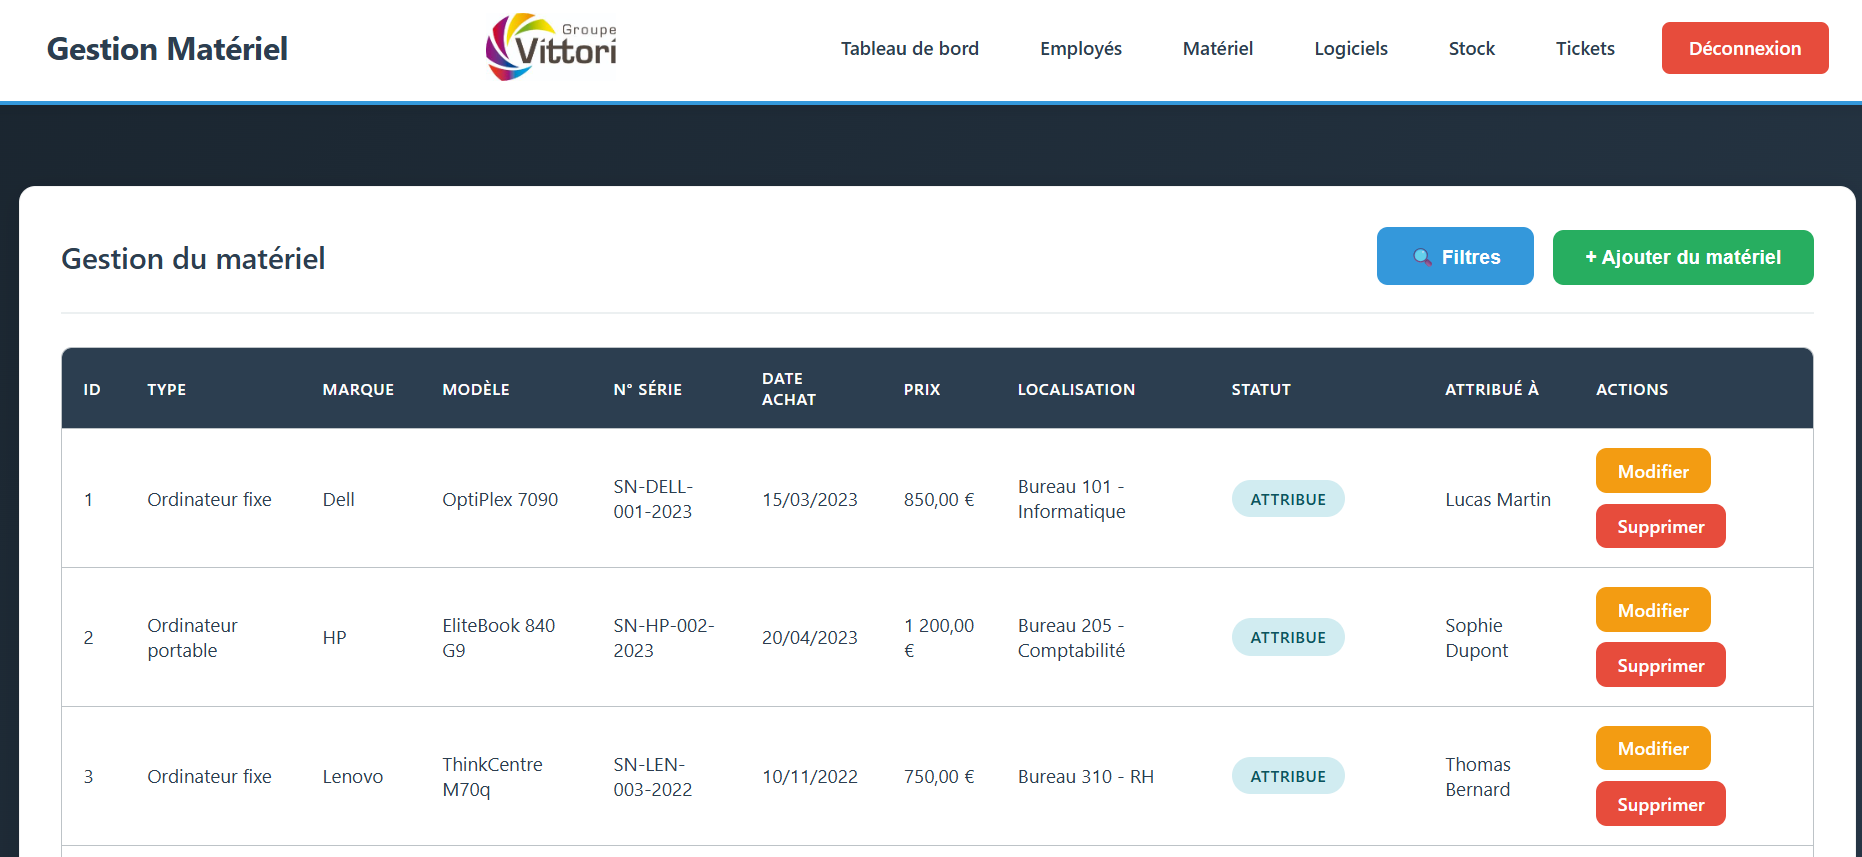 Gestion Matériel
Groupe
Vittori
Tableau de bord
Employés
Matériel
Logiciels
Stock
Tickets
Déconnexion
Gestion du matériel
Filtres
+ Ajouter du matériel
ID
TYPE
MARQUE
MODÈLE
N° SÉRIE
DATE
ACHAT
PRIX
LOCALISATION
STATUT
ATTRIBUÉ À
ACTIONS
1
Ordinateur fixe
Dell
OptiPlex 7090
SN-DELL-
001-2023
15/03/2023
850,00 €
Bureau 101 -
Informatique
ATTRIBUE
Lucas Martin
Modifier
Supprimer
2
Ordinateur
portable
HP
EliteBook 840
G9
SN-HP-002-
2023
20/04/2023
1 200,00
€
Bureau 205 -
Comptabilité
ATTRIBUE
Sophie
Dupont
Modifier
Supprimer
3
Ordinateur fixe
Lenovo
ThinkCentre
M70q
SN-LEN-
003-2022
10/11/2022
750,00 €
Bureau 310 - RH
ATTRIBUE
Thomas
Bernard
Modifier
Supprimer